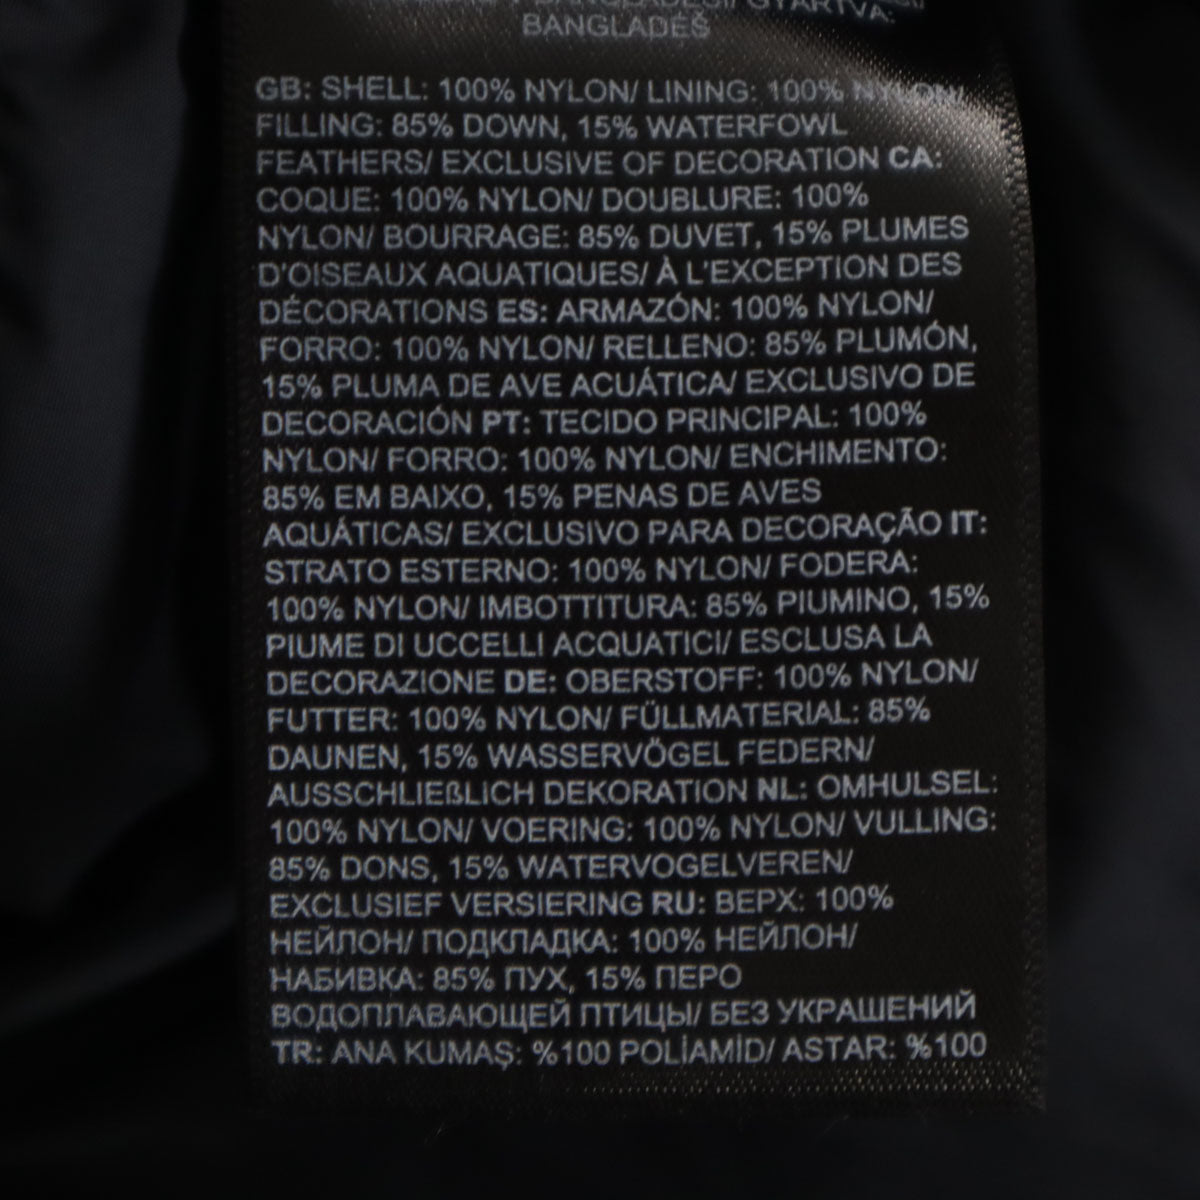 BANGLADEŠ
GB: SHELL: 100% NYLON/ LINING: 100% NYLON/
FILLING: 85% DOWN, 15% WATERFOWL
FEATHERS/ EXCLUSIVE OF DECORATION CA:
COQUE: 100% NYLON/ DOUBLURE: 100%
NYLON/ BOURRAGE: 85% DUVET, 15% PLUMES
D'OISEAUX AQUATIQUES/ À L'EXCEPTION DES
DÉCORATIONS ES: ARMAZÓN: 100% NYLON/
FORRO: 100% NYLON/ RELLENO: 85% PLUMÓN,
15% PLUMA DE AVE ACUÁTICA/ EXCLUSIVO DE
DECORACIÓN PT: TECIDO PRINCIPAL: 100%
NYLON/ FORRO: 100% NYLON/ ENCHIMENTO:
85% EM BAIXO, 15% PENAS DE AVES
AQUÁTICAS/ EXCLUSIVO PARA DECORAÇÃO IT:
STRATO ESTERNO: 100% NYLON/ FODERA:
100% NYLON/ IMBOTTITURA: 85% PIUMINO, 15%
PIUME DI UCCELLI ACQUATICI/ ESCLUSA LA
DECORAZIONE DE: OBERSTOFF: 100% NYLON/
FUTTER: 100% NYLON/ FÜLLMATERIAL: 85%
DAUNEN, 15% WASSERVÖGEL FEDERN/
AUSSCHLIEßLICH DEKORATION NL: OMHULSEL:
100% NYLON/ VOERING: 100% NYLON/ VULLING:
85% DONS, 15% WATERVOGELVEREN/
EXCLUSIEF VERSIERING RU: ВЕРХ: 100%
НЕЙЛОН/ ПОДКЛАДКА: 100% НЕЙЛОН/
НАБИВКА: 85% ПУХ, 15% ПЕРО
ВОДОПЛАВАЮЩЕЙ ПТИЦЫ/ БЕЗ УКРАШЕНИЙ
TR: ANA KUMAŞ: %100 POLİAMİD/ ASTAR: %100